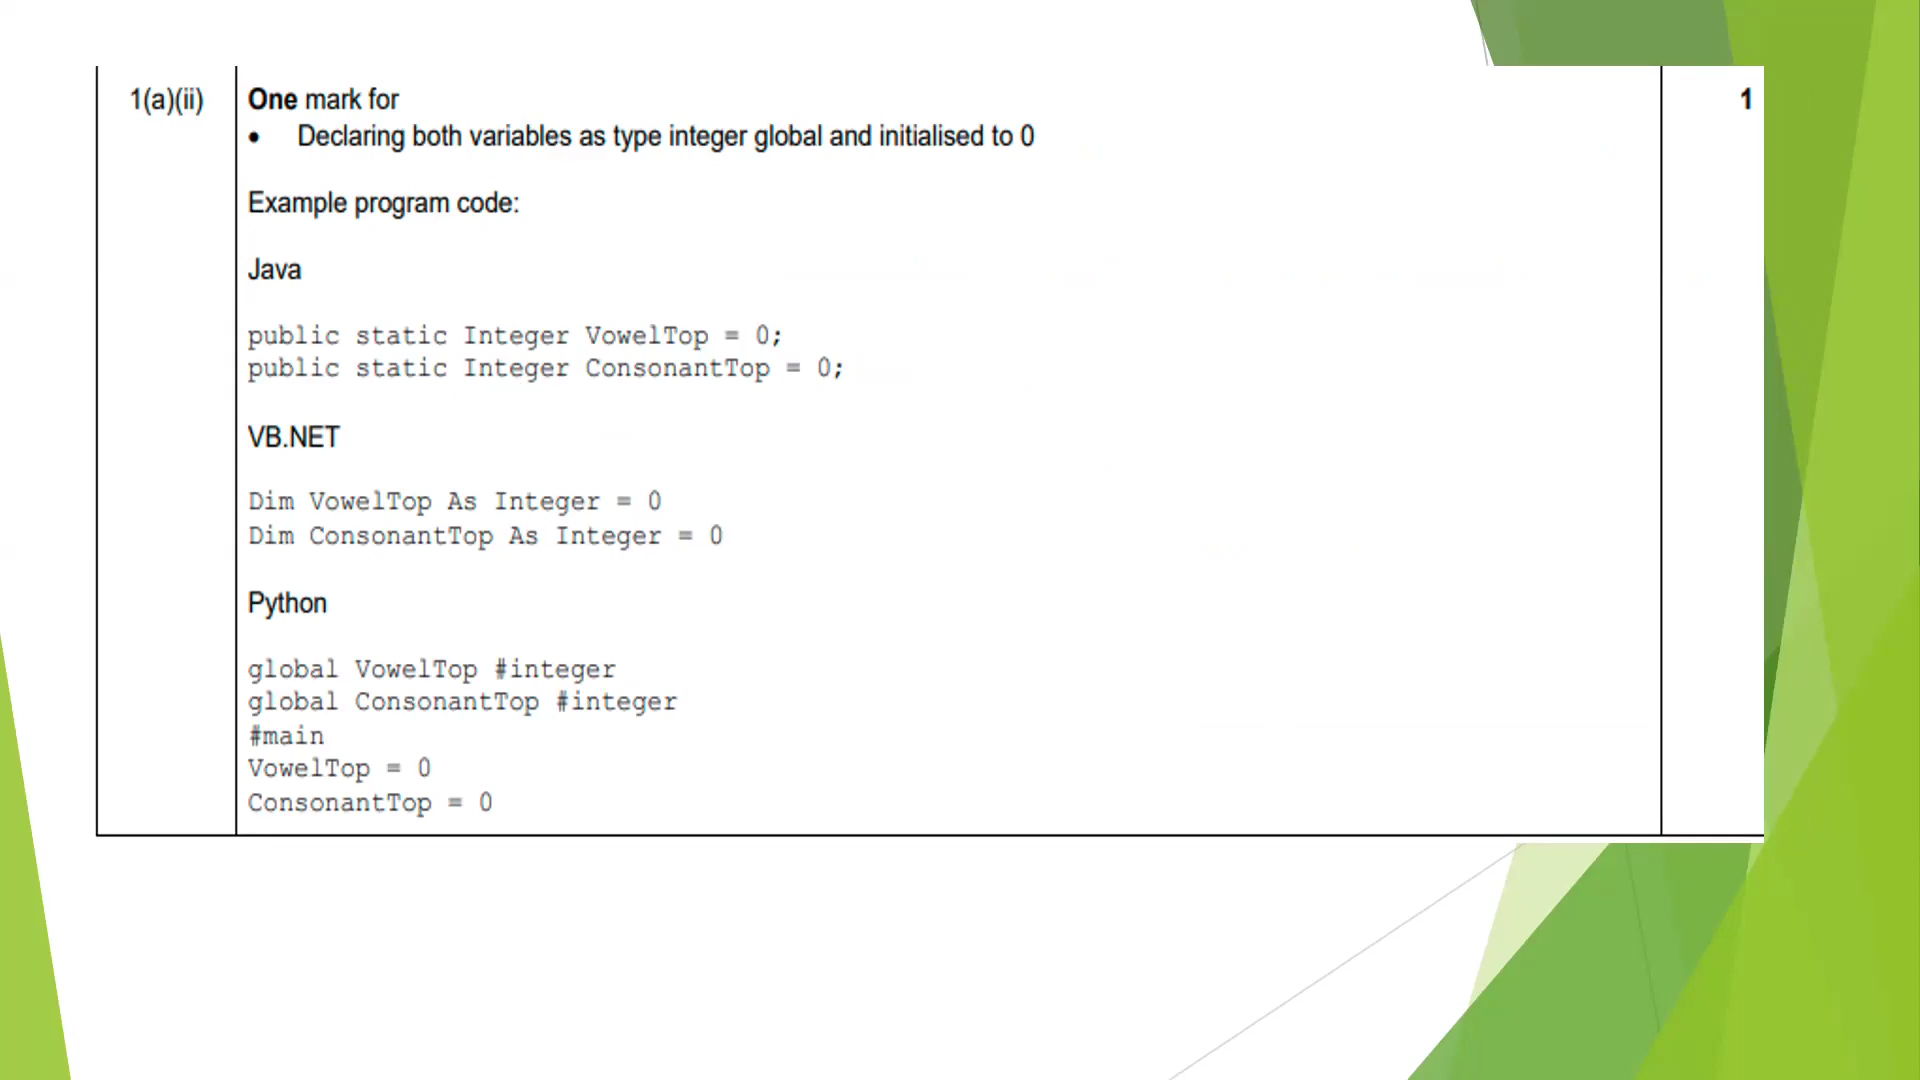 1(a)(ii)
One mark for
1
• Declaring both variables as type integer global and initialised to 0
Example program code:
Java
public static Integer VowelTop = 0;
public static Integer ConsonantTop = 0;
VB.NET
Dim VowelTop As Integer = 0
Dim ConsonantTop As Integer = 0
Python
global VowelTop #integer
global ConsonantTop #integer
#main
VowelTop = 0
ConsonantTop = 0